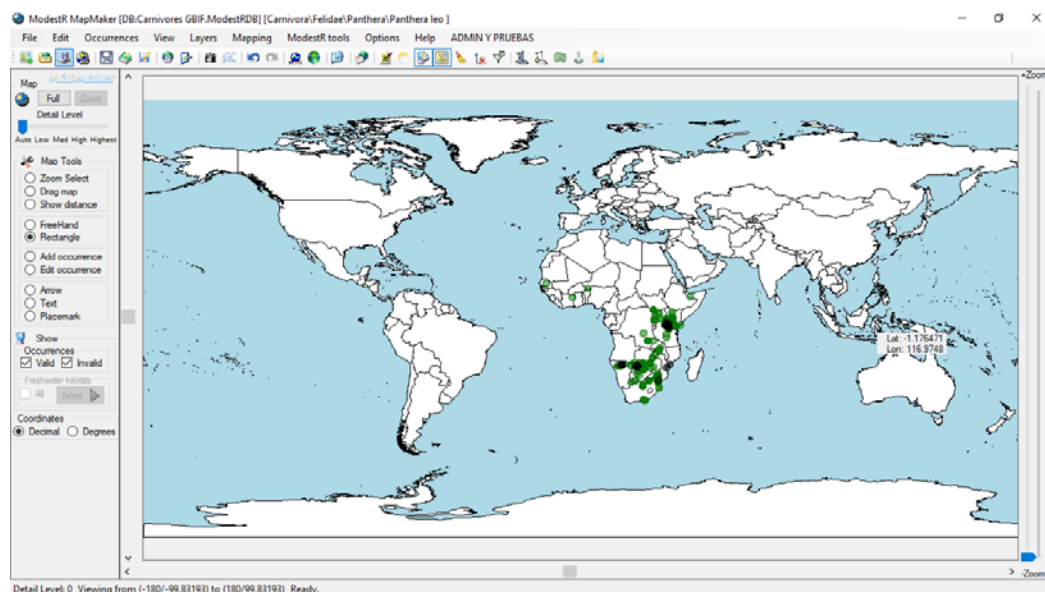 ModestR MapMaker [DB:Carnivores GBIF.ModestRDB] [Carnivora\Felidae\Panthera\Panthera leo ]
File Edit Occurrences View Layers Mapping ModestR tools Options Help ADMIN Y PRUEBAS
Map MapMaker
Full Zoom
Detail Level
Auto Low Med High Highest
Map Tools
Zoom Select
Drag map
Show distance
FreeHand
Rectangle
Add occurrence
Edit occurrence
Arrow
Text
Placemark
Show
Occurrences
Valid Invalid
Freshwater habitats
All Select
Coordinates
Decimal Degrees
+Zoom
Lat: -1.176471
Lon: 116.9748
-Zoom
Detail Level: 0 Viewing from (-180/-99.83193) to (180/99.83193) Ready.